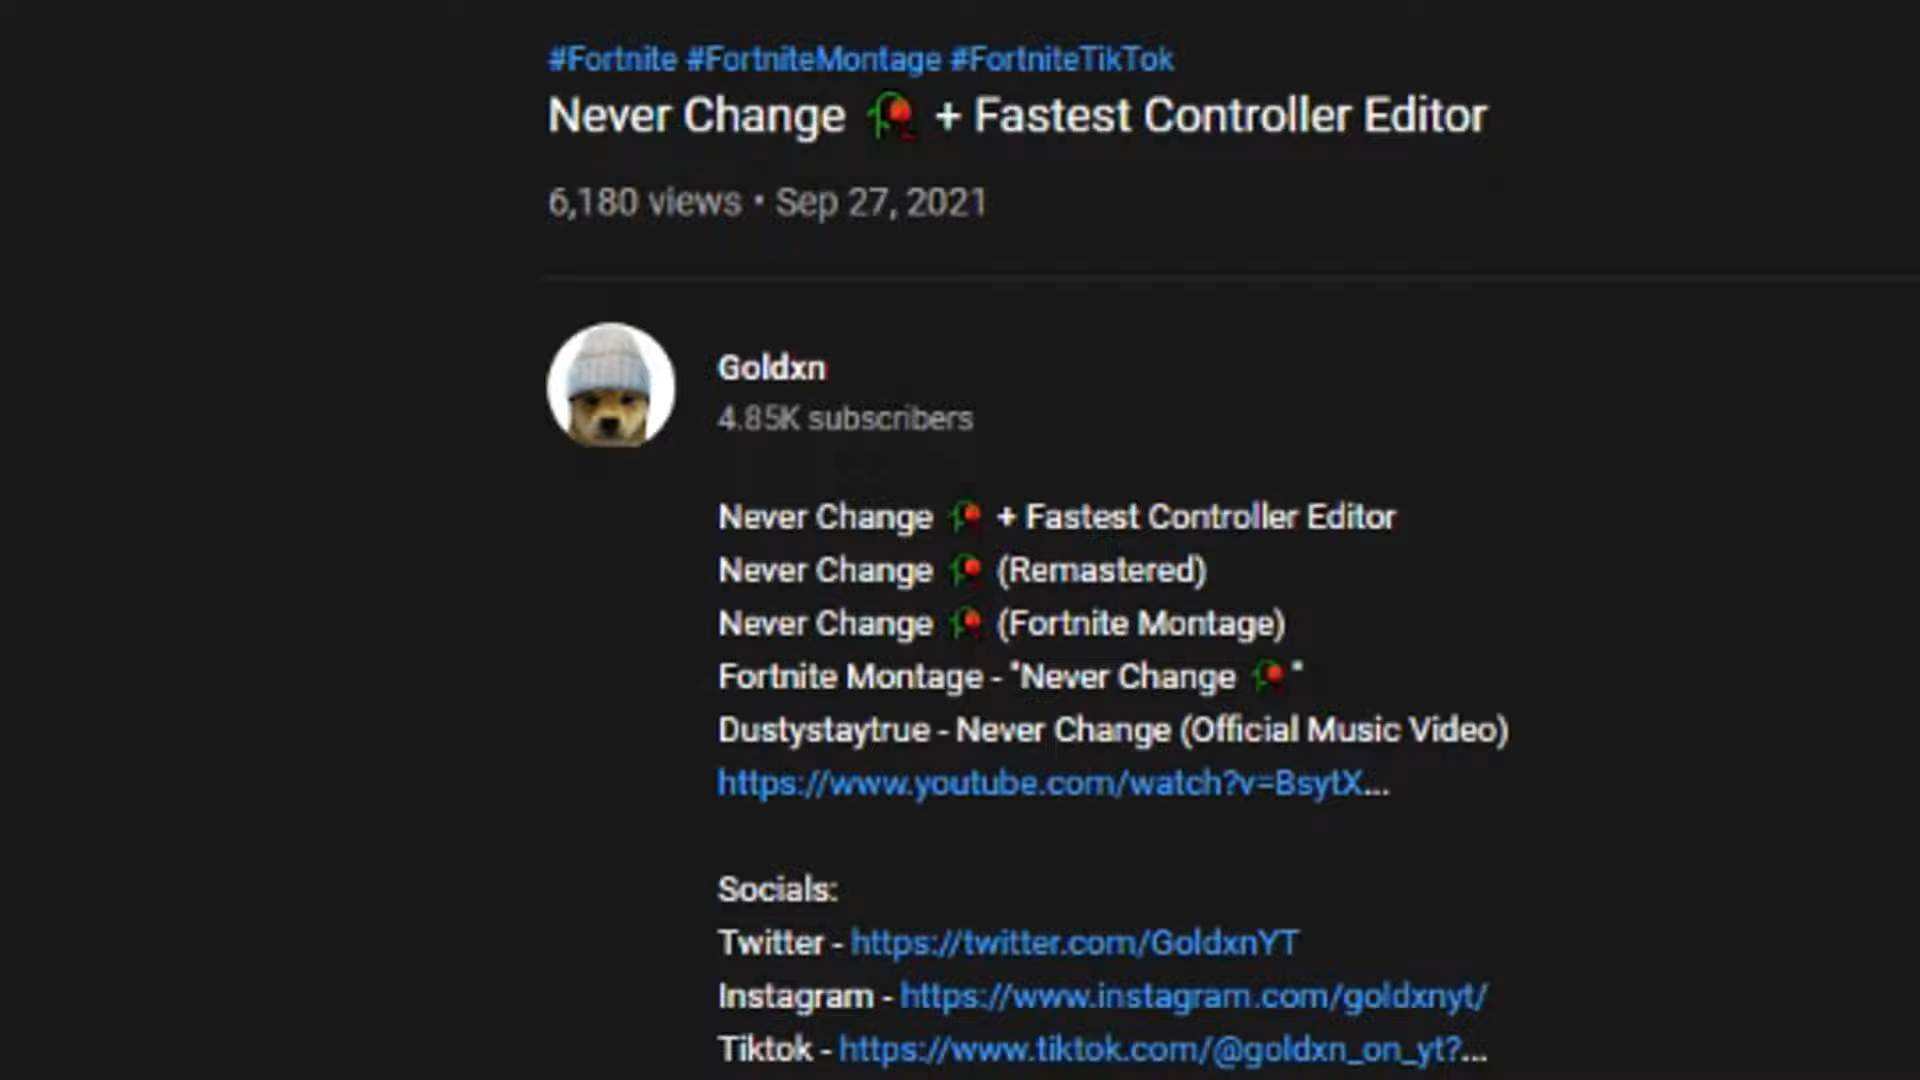 #Fortnite #FortniteMontage #FortniteTikTok
Never Change 🥀 + Fastest Controller Editor
6,180 views • Sep 27, 2021
Goldxn
4.85K subscribers
Never Change 🥀 + Fastest Controller Editor
Never Change 🥀 (Remastered)
Never Change 🥀 (Fortnite Montage)
Fortnite Montage - "Never Change 🥀"
Dustystaytrue - Never Change (Official Music Video)
https://www.youtube.com/watch?v=BsytX...
Socials:
Twitter - https://twitter.com/GoldxnYT
Instagram - https://www.instagram.com/goldxnyt/
Tiktok - https://www.tiktok.com/@goldxn_on_yt?...